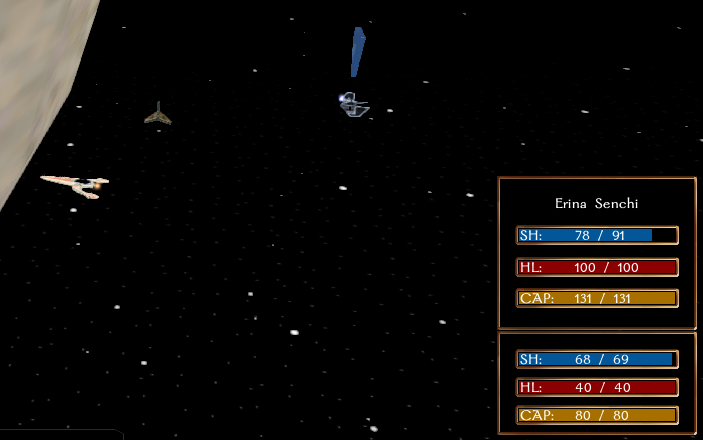 Erina Senchi
SH: 78 / 91
HL: 100 / 100
CAP: 131 / 131
SH: 68 / 69
HL: 40 / 40
CAP: 80 / 80